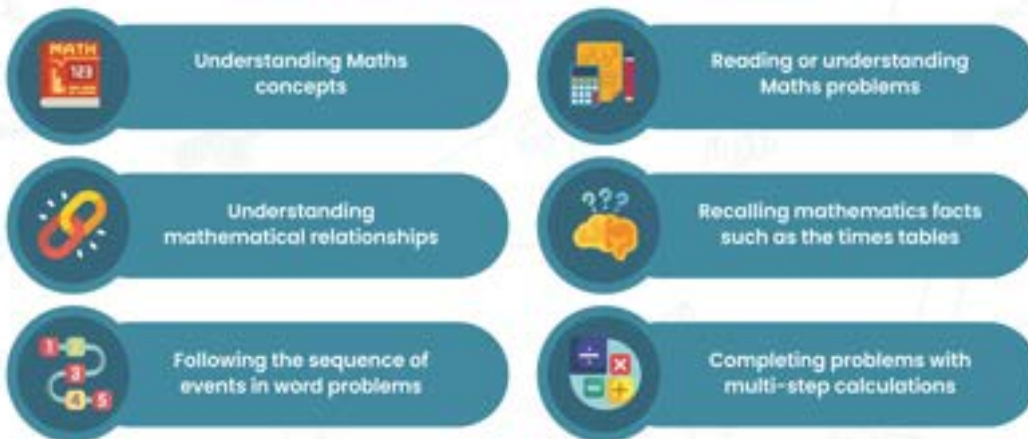 MATH
123
Understanding Maths
concepts
Reading or understanding
Maths problems
Understanding
mathematical relationships
???
Recalling mathematics facts
such as the times tables
1 2
3
4 5
Following the sequence of
events in word problems
÷ ×
− +
Completing problems with
multi-step calculations